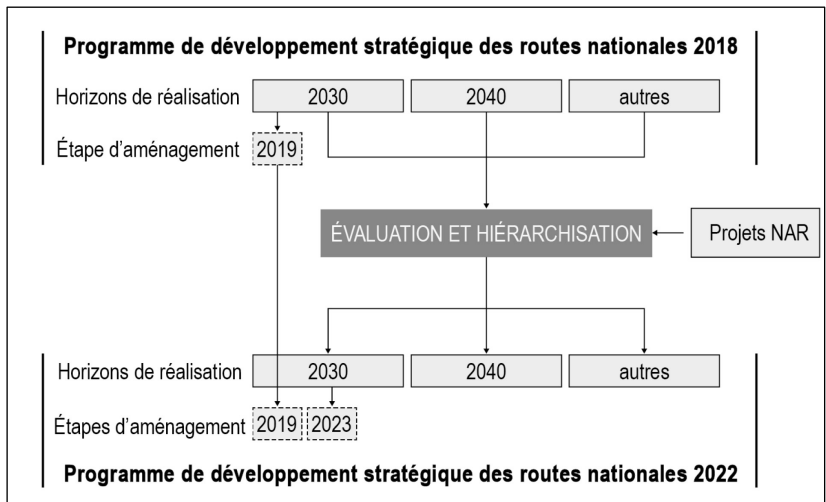 Programme de développement stratégique des routes nationales 2018
Horizons de réalisation 2030 2040 autres
Étape d'aménagement 2019
ÉVALUATION ET HIÉRARCHISATION Projets NAR
Horizons de réalisation 2030 2040 autres
Étapes d'aménagement 2019 2023
Programme de développement stratégique des routes nationales 2022